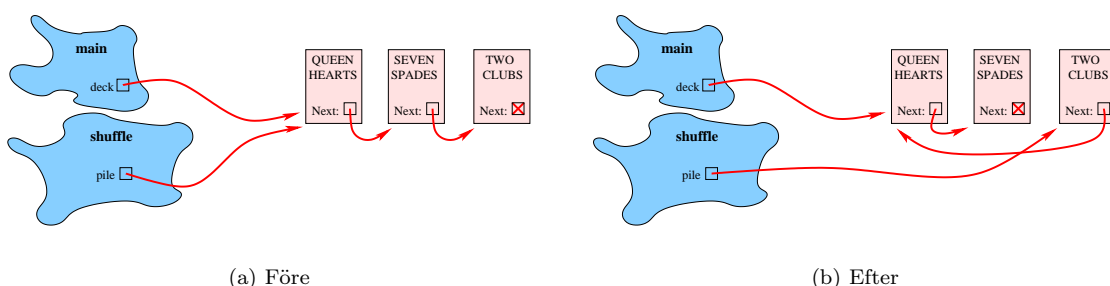 main
deck
shuffle
pile
QUEEN
HEARTS
Next:
SEVEN
SPADES
Next:
TWO
CLUBS
Next:
(a) Före
main
deck
shuffle
pile
QUEEN
HEARTS
Next:
SEVEN
SPADES
Next:
TWO
CLUBS
Next:
(b) Efter